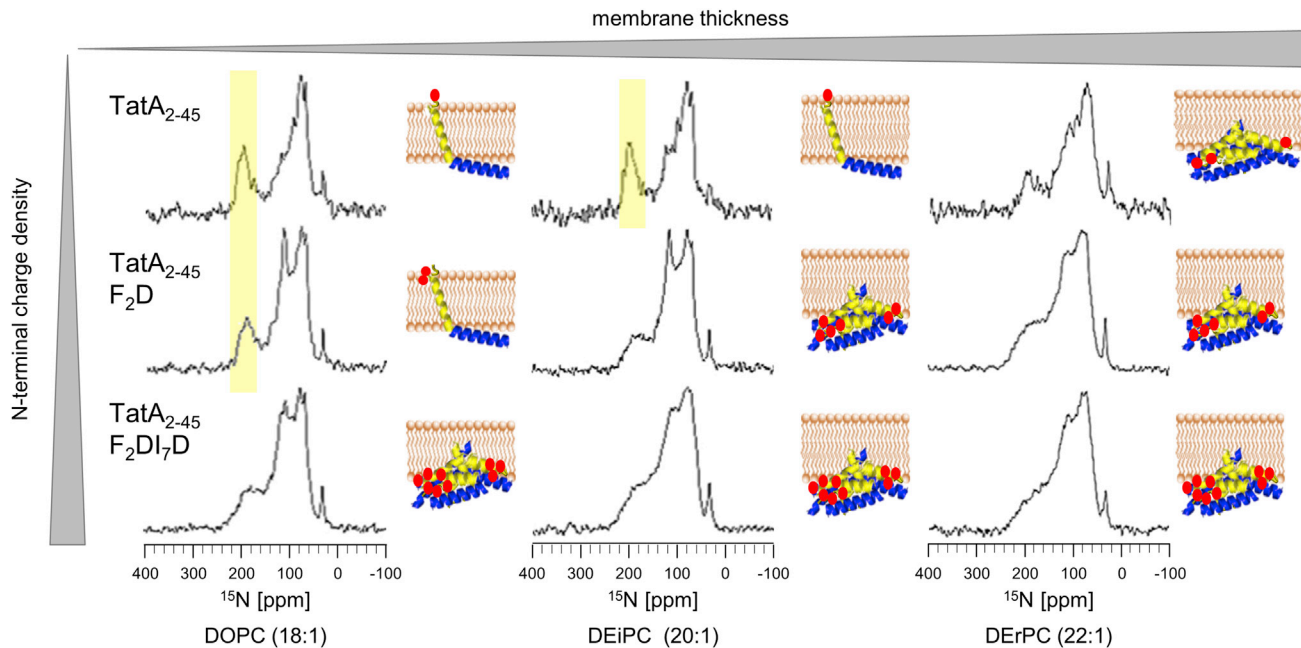 membrane thickness
N-terminal charge density
TatA₂₋₄₅
TatA₂₋₄₅
F₂D
TatA₂₋₄₅
F₂DI₇D
400 300 200 100 0 -100
400 300 200 100 0 -100
400 300 200 100 0 -100
¹⁵N [ppm]
¹⁵N [ppm]
¹⁵N [ppm]
DOPC (18:1)
DEiPC (20:1)
DErPC (22:1)